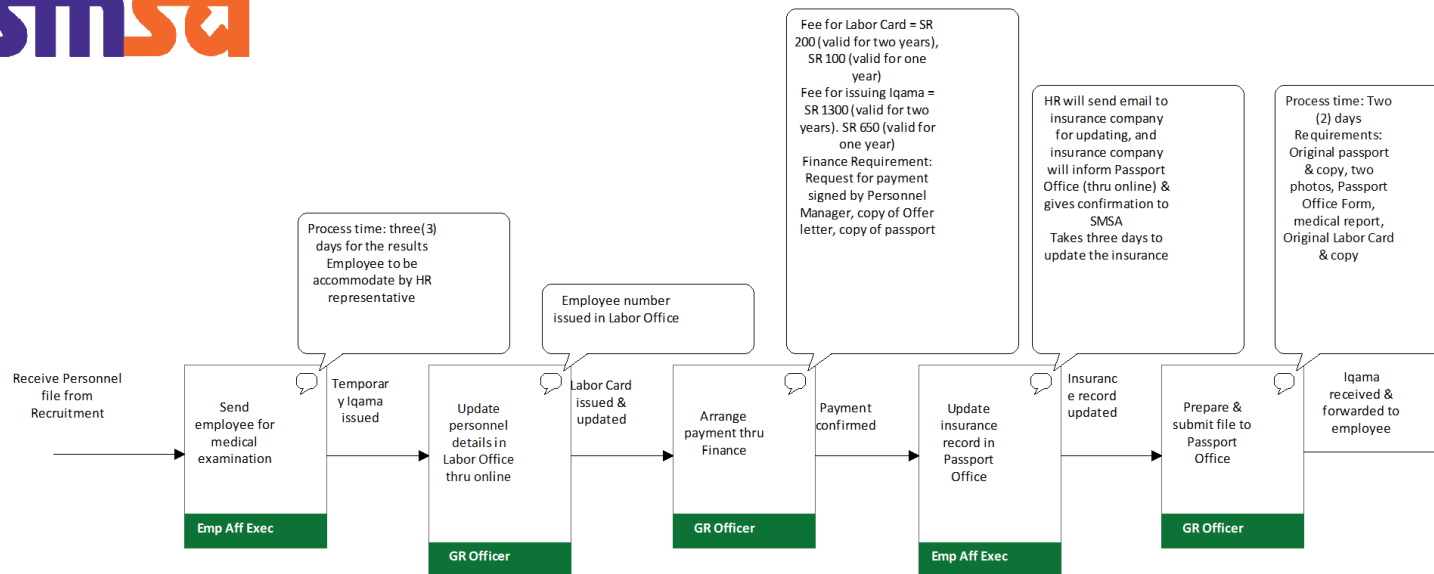 smsa
Fee for Labor Card = SR
200 (valid for two years),
SR 100 (valid for one
year)
Fee for issuing Iqama =
SR 1300 (valid for two
years). SR 650 (valid for
one year)
Finance Requirement:
Request for payment
signed by Personnel
Manager, copy of Offer
letter, copy of passport
HR will send email to
insurance company
for updating, and
insurance company
will inform Passport
Office (thru online) &
gives confirmation to
SMSA
Takes three days to
update the insurance
Process time: Two
(2) days
Requirements:
Original passport
& copy, two
photos, Passport
Office Form,
medical report,
Original Labor Card
& copy
Process time: three(3)
days for the results
Employee to be
accommodate by HR
representative
Employee number
issued in Labor Office
Receive Personnel
file from
Recruitment
Send
employee for
medical
examination
Emp Aff Exec
Temporar
y Iqama
issued
Update
personnel
details in
Labor Office
thru online
GR Officer
Labor Card
issued &
updated
Arrange
payment thru
Finance
GR Officer
Payment
confirmed
Update
insurance
record in
Passport
Office
Emp Aff Exec
Insuranc
e record
updated
Prepare &
submit file to
Passport
Office
GR Officer
Iqama
received &
forwarded to
employee